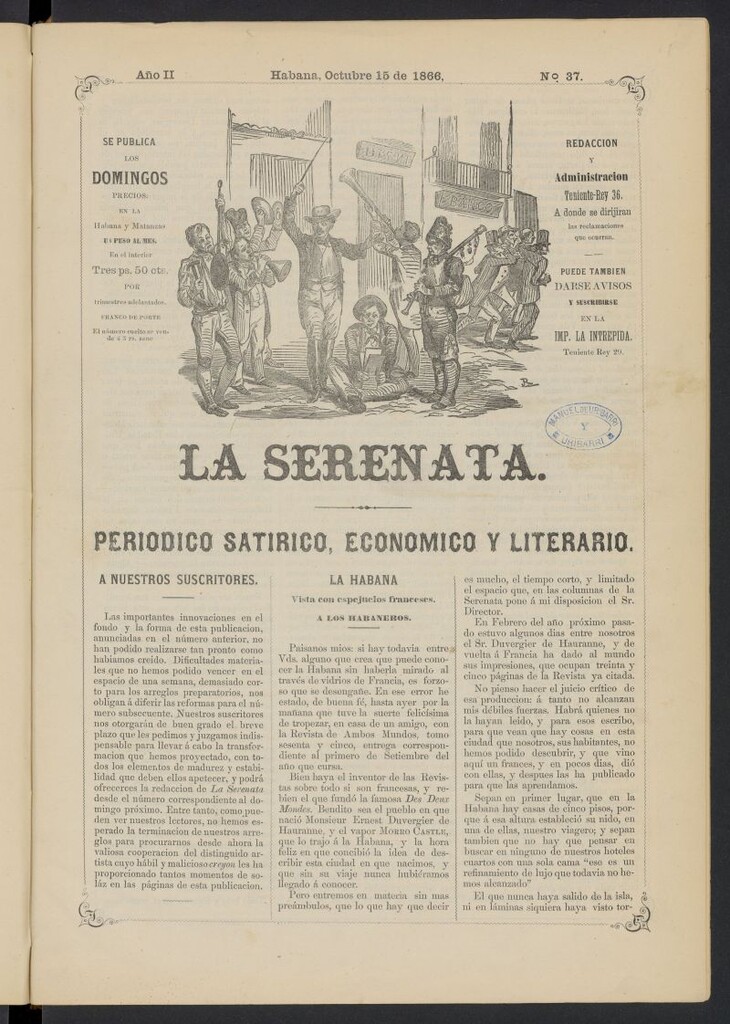 Año II
Habana, Octubre 15 de 1866,
No. 37.
SE PUBLICA
LOS
DOMINGOS
PRECIOS:
EN LA
Habana y Matanzas
UN PESO AL MES.
En el interior
Tres ps. 50 cts.
POR
trimestres adelantados.
FRANCO DE PORTE
El número suelto se ven-
de á 3 rs. senc
REDACCION
Y
Administracion
Teniente-Rey 36.
A donde se dirijiran
las reclamaciones
que ocurran.
PUEDE TAMBIEN
DARSE AVISOS
Y SUSCRIBIRSE
EN LA
IMP. LA INTREPIDA.
Teniente Rey 29.
MANUEL DE URIBARRI
Y
URIBARRI
LA SERENATA.
PERIODICO SATIRICO, ECONOMICO Y LITERARIO.
A NUESTROS SUSCRITORES.
Las importantes innovaciones en el
fondo y la forma de esta publicacion,
anunciadas en el número anterior, no
han podido realizarse tan pronto como
habiamos creido. Dificultades materia-
les que no hemos podido vencer en el
espacio de una semana, demasiado cor-
to para los arreglos preparatorios, nos
obligan á diferir las reformas para el nú-
mero subsecuente. Nuestros suscritores
nos otorgarán de buen grado el breve
plazo que les pedimos y juzgamos indis-
pensable para llevar á cabo la transfor-
macion que hemos proyectado, con to-
dos los elementos de madurez y estabi-
lidad que deben ellos apetecer, y podrá
ofrecerces la redaccion de La Serenata
desde el número correspondiente al do-
mingo próximo. Entre tanto, como pue-
den ver nuestros lectores, no hemos es-
perado la terminacion de nuestros arre-
glos para procurarnos desde ahora la
valiosa cooperacion del distinguido ar-
tista cuyo hábil y malicioso creyon les ha
proporcionado tantos momentos de so-
láz en las páginas de esta publicacion.
LA HABANA
Vista con espejuelos franceses.
A LOS HABANEROS.
Paisanos mios: si hay todavia entre
Vds. alguno que crea que puede cono-
cer la Habana sin haberla mirado al
través de vidrios de Francia, es forzo-
so que se desengañe. En ese error he
estado, de buena fé, hasta ayer por la
mañana que tuve la suerte felicísima
de tropezar, en casa de un amigo, con
la Revista de Ambos Mundos, tomo
sesenta y cinco, entrega correspon-
diente al primero de Setiembre del
año que cursa.
Bien haya el inventor de las Revis-
tas sobre todo si son francesas, y re-
bien el que fundó la famosa Des Deux
Mondes. Bendito sea el pueblo en que
nació Monsieur Ernest Duvergier de
Hauranne, y el vapor MORRO CASTLE,
que lo trajo á la Habana, y la hora
feliz en que concibió la idea de des-
cribir esta ciudad en que nacimos, y
que sin su viaje nunca hubiéramos
llegado á conocer.
Pero entremos en materia sin mas
preámbulos, que lo que hay que decir
es mucho, el tiempo corto, y limitado
el espacio que, en las columnas de la
Serenata pone á mi disposicion el Sr.
Director.
En Febrero del año próximo pasa-
do estuvo algunos dias entre nosotros
el Sr. Duvergier de Hauranne, y de
vuelta á Francia ha dado al mundo
sus impresiones, que ocupan treinta y
cinco páginas de la Revista ya citada.
No pienso hacer el juicio crítico de
esa produccion: á tanto no alcanzan
mis débiles fuerzas. Habrá quienes no
la hayan leído, y para esos escribo,
para que vean que hay cosas en esta
ciudad que nosotros, sus habitantes, no
hemos podido descubrir, y que vino
aquí un frances, y en pocos dias, dió
con ellas, y despues las ha publicado
para que las aprendamos.
Sepan en primer lugar, que en la
Habana hay casas de cinco pisos, por-
que á esa altura estableció su nido, en
una de ellas, nuestro viagero; y sepan
tambien que no hay que pensar en
buscar en ninguno de nuestros hoteles
cuartos con una sola cama “ese es un
refinamiento de lujo que todavia no he-
mos alcanzado”
El que nunca haya salido de la isla,
ni en láminas siquiera haya visto tor-